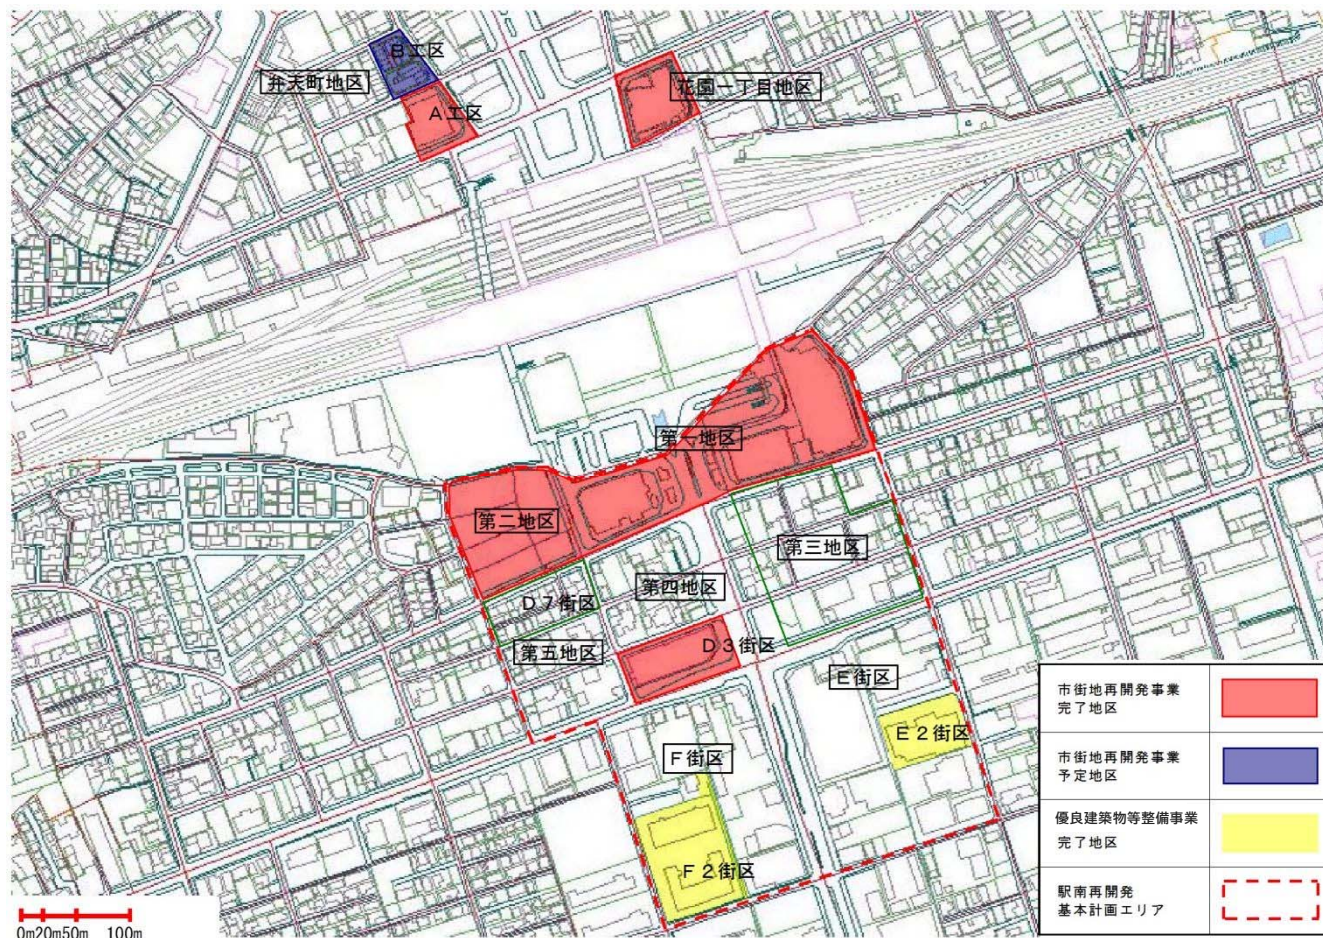 B工区
弁天町地区
A工区
花園一丁目地区
第一地区
第二地区
第三地区
D7街区
第四地区
第五地区
D3街区
E街区
E2街区
F街区
F2街区
市街地再開発事業
完了地区
市街地再開発事業
予定地区
優良建築物等整備事業
完了地区
駅南再開発
基本計画エリア
0m20m50m 100m